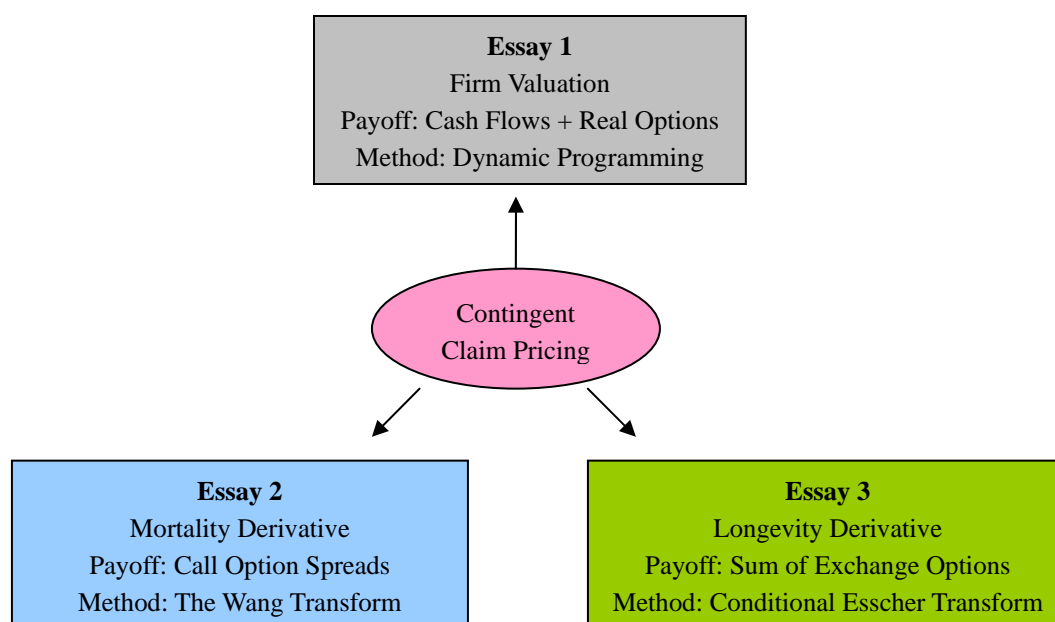 Essay 1
Firm Valuation
Payoff: Cash Flows + Real Options
Method: Dynamic Programming
Contingent
Claim Pricing
Essay 2
Mortality Derivative
Payoff: Call Option Spreads
Method: The Wang Transform
Essay 3
Longevity Derivative
Payoff: Sum of Exchange Options
Method: Conditional Esscher Transform